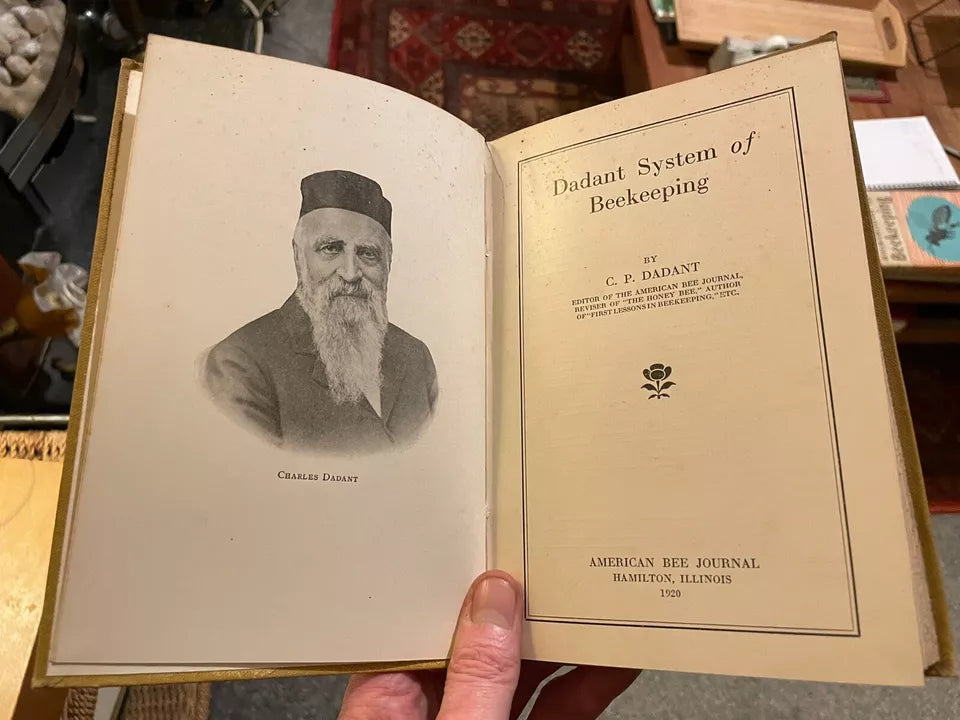 CHARLES DADANT
Dadant System of
Beekeeping
BY
C. P. DADANT
EDITOR OF THE AMERICAN BEE JOURNAL,
REVISER OF "THE HONEY BEE," AUTHOR
OF "FIRST LESSONS IN BEEKEEPING," ETC.
AMERICAN BEE JOURNAL
HAMILTON, ILLINOIS
1920
Beekeeping